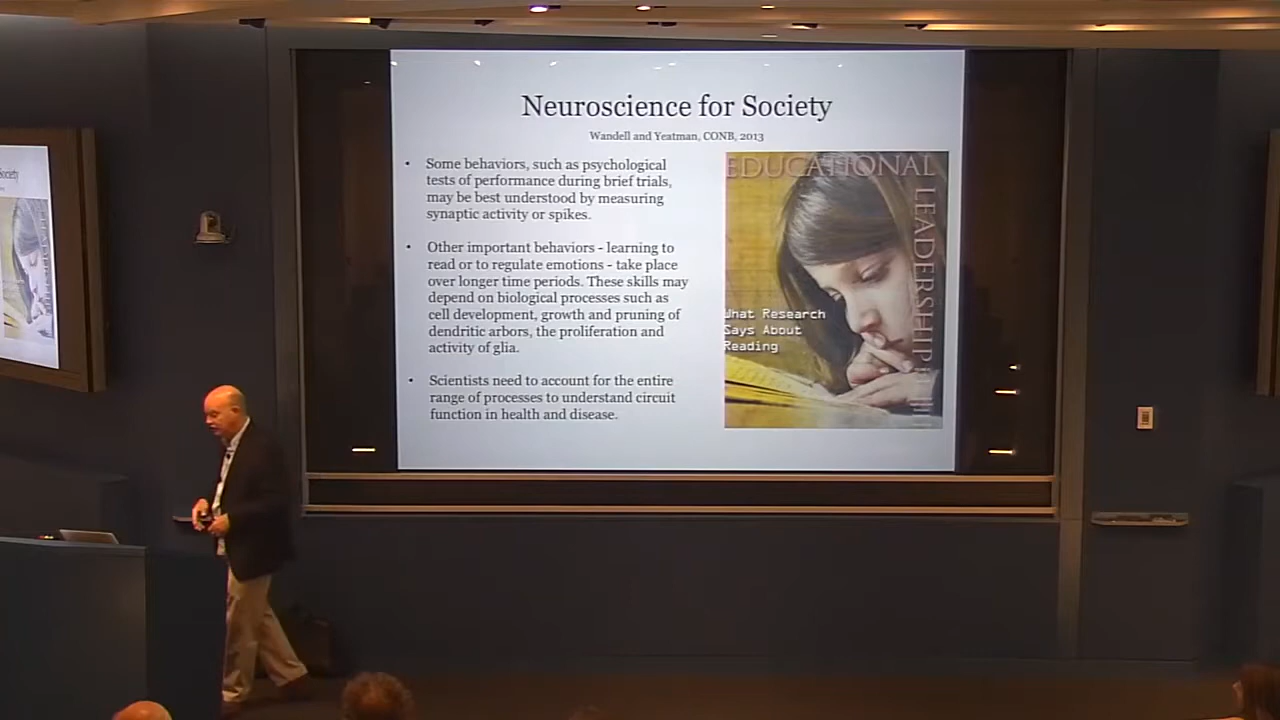 Neuroscience for Society
Wandell and Yeatman, CONB, 2013
• Some behaviors, such as psychological
tests of performance during brief trials,
may be best understood by measuring
synaptic activity or spikes.
• Other important behaviors - learning to
read or to regulate emotions - take place
over longer time periods. These skills may
depend on biological processes such as
cell development, growth and pruning of
dendritic arbors, the proliferation and
activity of glia.
• Scientists need to account for the entire
range of processes to understand circuit
function in health and disease.
EDUCATIONAL
LEADERSHIP
What Research
Says About
Reading
Society